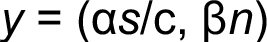 y = (αs/c, βn)